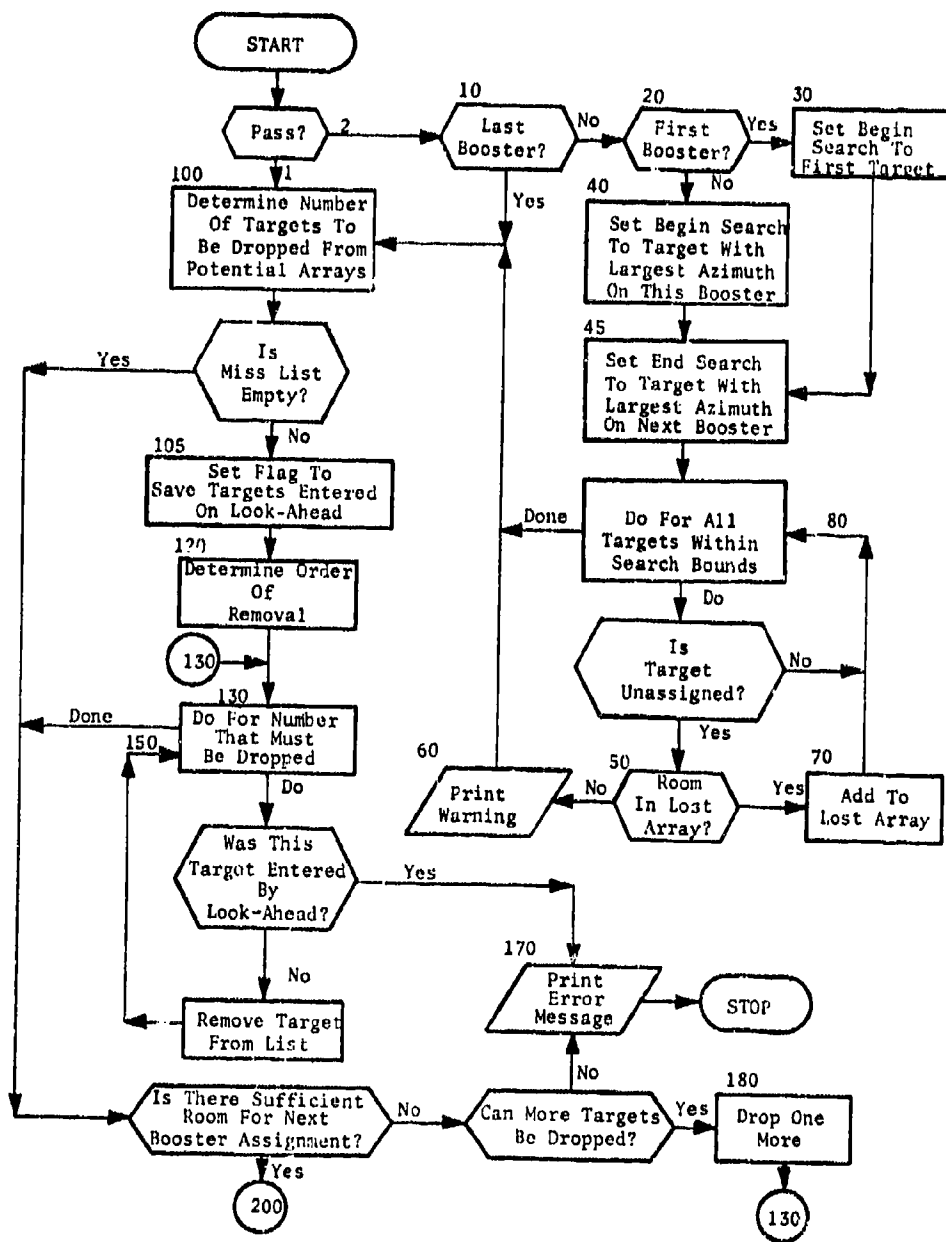 START
Pass?
2
1
10
Last
Booster?
No
Yes
20
First
Booster?
Yes
No
30
Set Begin
Search To
First Target
100
Determine Number
Of Targets To
Be Dropped From
Potential Arrays
40
Set Begin Search
To Target With
Largest Azimuth
On This Booster
Is
Miss List
Empty?
Yes
No
45
Set End Search
To Target With
Largest Azimuth
On Next Booster
105
Set Flag To
Save Targets Entered
On Look-Ahead
Done
Do For All
Targets Within
Search Bounds
80
Do
120
Determine Order
Of
Removal
130
Is
Target
Unassigned?
No
Yes
130
Do For Number
That Must
Be Dropped
Done
150
Do
60
Print
Warning
No
50
Room
In Lost
Array?
Yes
70
Add To
Lost Array
Was This
Targot Entered
By
Look-Ahead?
Yes
No
170
Print
Error
Message
STOP
Remove Target
From List
No
Is There Sufficient
Room For Next
Booster Assignment?
No
Yes
Can More Targets
Be Dropped?
Yes
180
Drop One
More
200
130